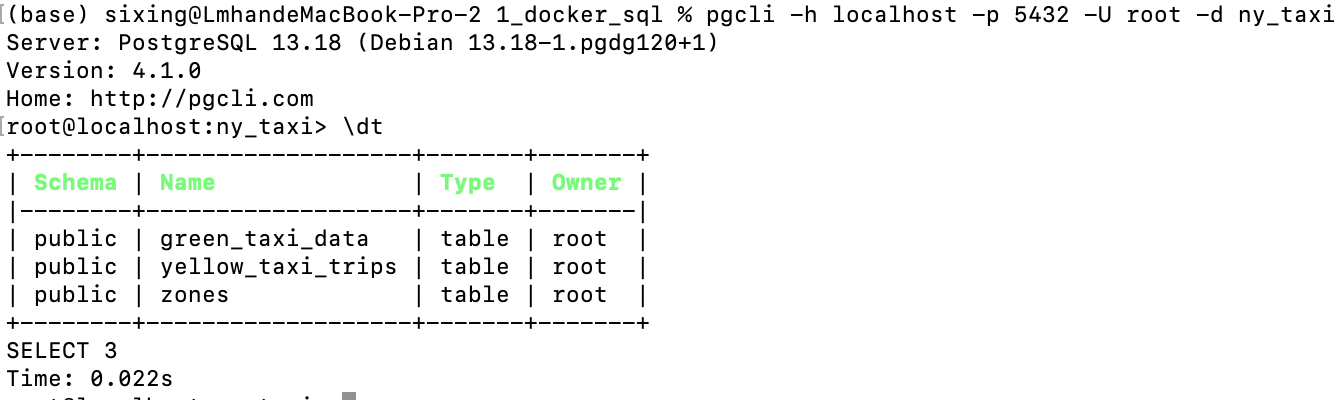 [(base) sixing@LmhandeMacBook-Pro-2 1_docker_sql % pgcli -h localhost -p 5432 -U root -d ny_taxi
Server: PostgreSQL 13.18 (Debian 13.18-1.pgdg120+1)
Version: 4.1.0
Home: http://pgcli.com
[root@localhost:ny_taxi> \dt
+--------+-------------------+-------+-------+
| Schema | Name              | Type  | Owner |
|--------+-------------------+-------+-------|
| public | green_taxi_data   | table | root  |
| public | yellow_taxi_trips | table | root  |
| public | zones             | table | root  |
+--------+-------------------+-------+-------+
SELECT 3
Time: 0.022s